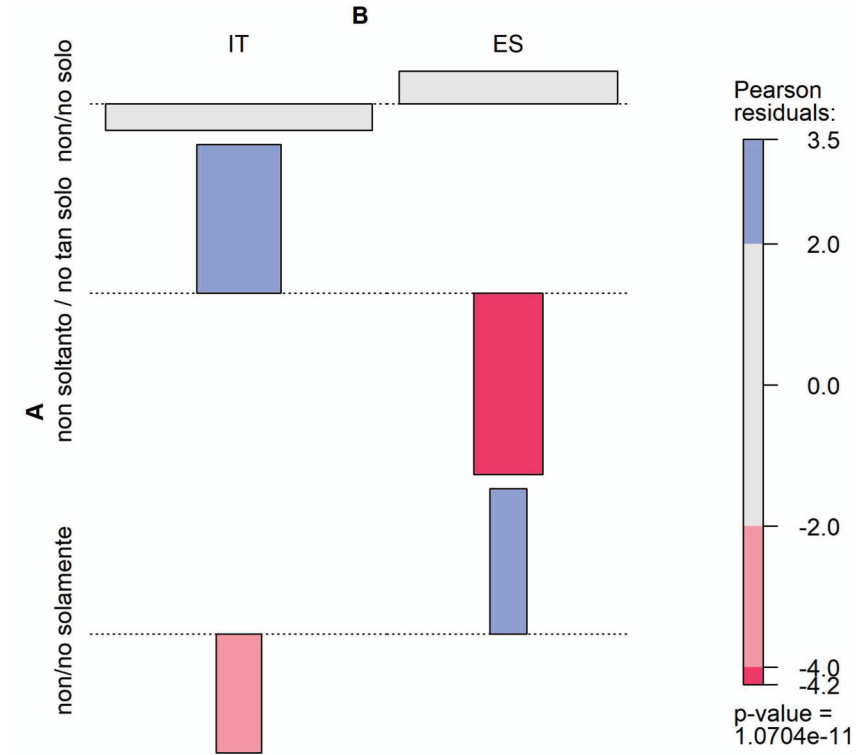 B
IT
ES
A
non/no solo
non soltanto / no tan solo
non/no solamente
Pearson
residuals:
3.5
2.0
0.0
-2.0
-4.0
-4.2
p-value =
1.0704e-11